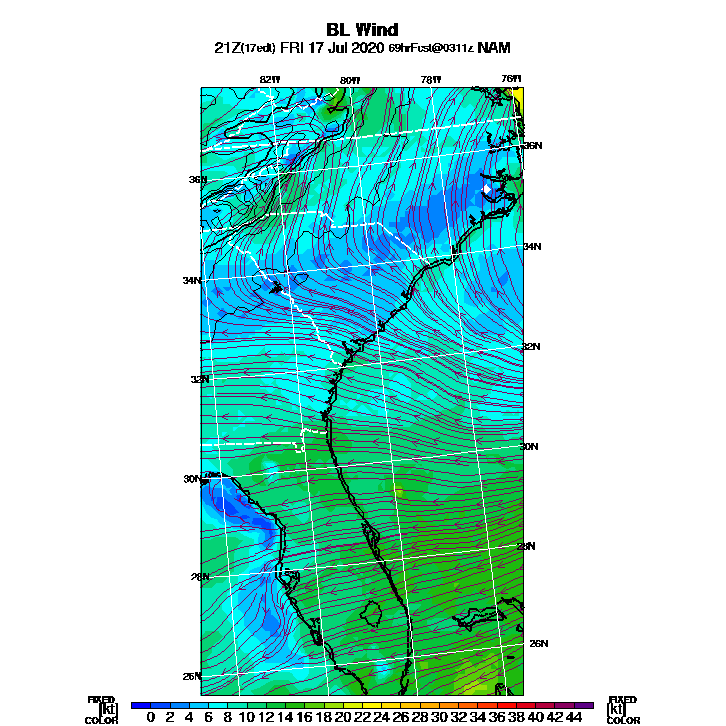 BL Wind
21Z(17edt) FRI 17 Jul 2020 69hrFcst@0311z NAM
82W 80W 78W 76W
36N
36N
34N
34N
32N
32N
30N
30N
28N
28N
26N
26N
FIXED FIXED
[kt] 0 2 4 6 8 10 12 14 16 18 20 22 24 26 28 30 32 34 36 38 40 42 44 [kt]
COLOR COLOR